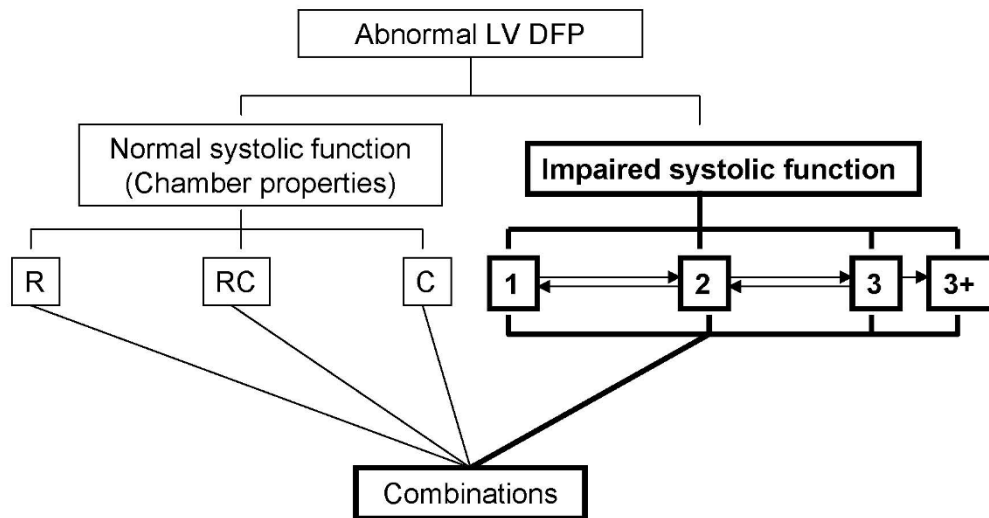 Abnormal LV DFP
Normal systolic function
(Chamber properties)
Impaired systolic function
R
RC
C
1
2
3
3+
Combinations